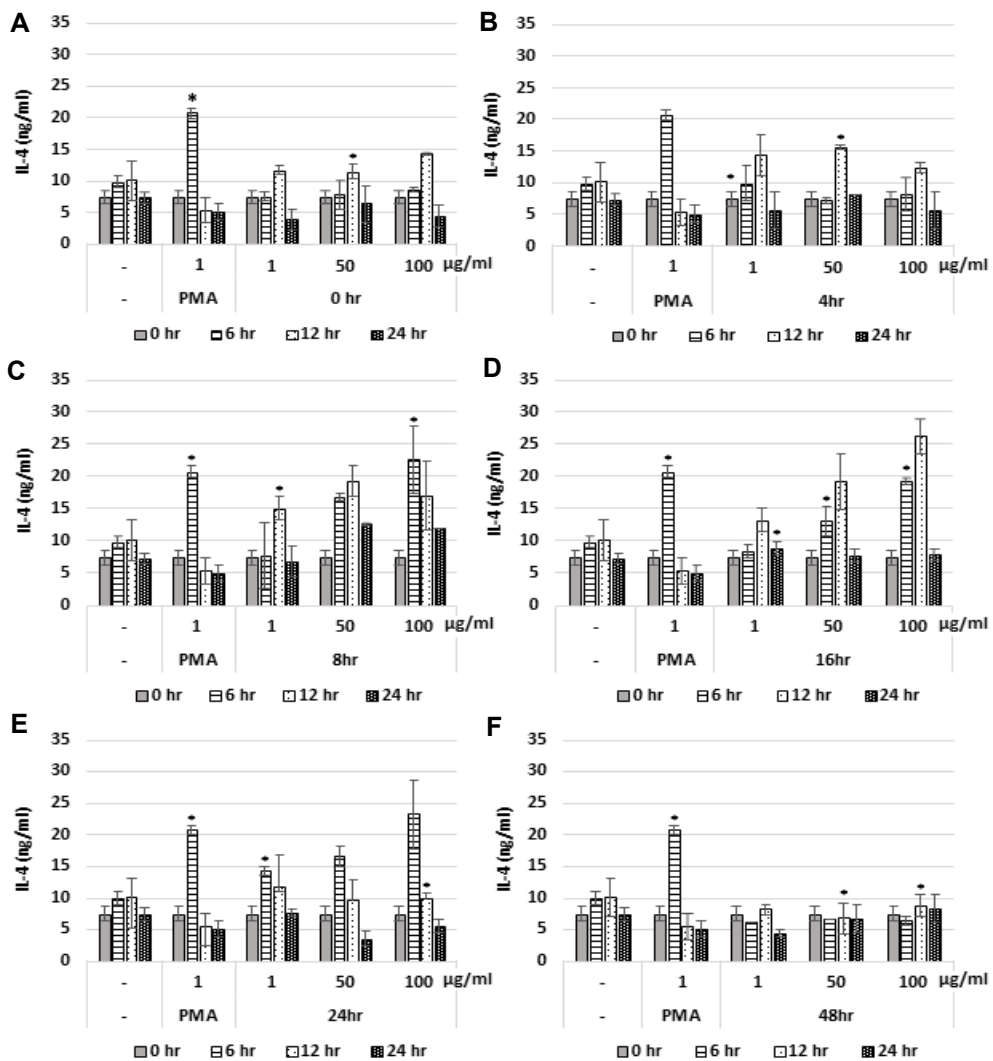 A
35
30
25
20
15
10
5
0
IL-4 (ng/ml)
*
*
- 1 1 50 100 µg/ml
- PMA 0 hr
0 hr 6 hr 12 hr 24 hr
B
35
30
25
20
15
10
5
0
IL-4 (ng/ml)
*
*
- 1 1 50 100 µg/ml
- PMA 4hr
0 hr 6 hr 12 hr 24 hr
C
35
30
25
20
15
10
5
0
IL-4 (ng/ml)
*
*
*
- 1 1 50 100 µg/ml
- PMA 8hr
0 hr 6 hr 12 hr 24 hr
D
35
30
25
20
15
10
5
0
IL-4 (ng/ml)
*
*
*
*
- 1 1 50 100 µg/ml
- PMA 16hr
0 hr 6 hr 12 hr 24 hr
E
35
30
25
20
15
10
5
0
IL-4 (ng/ml)
*
*
*
- 1 1 50 100 µg/ml
- PMA 24hr
0 hr 6 hr 12 hr 24 hr
F
35
30
25
20
15
10
5
0
IL-4 (ng/ml)
*
*
*
- 1 1 50 100 µg/ml
- PMA 48hr
0 hr 6 hr 12 hr 24 hr